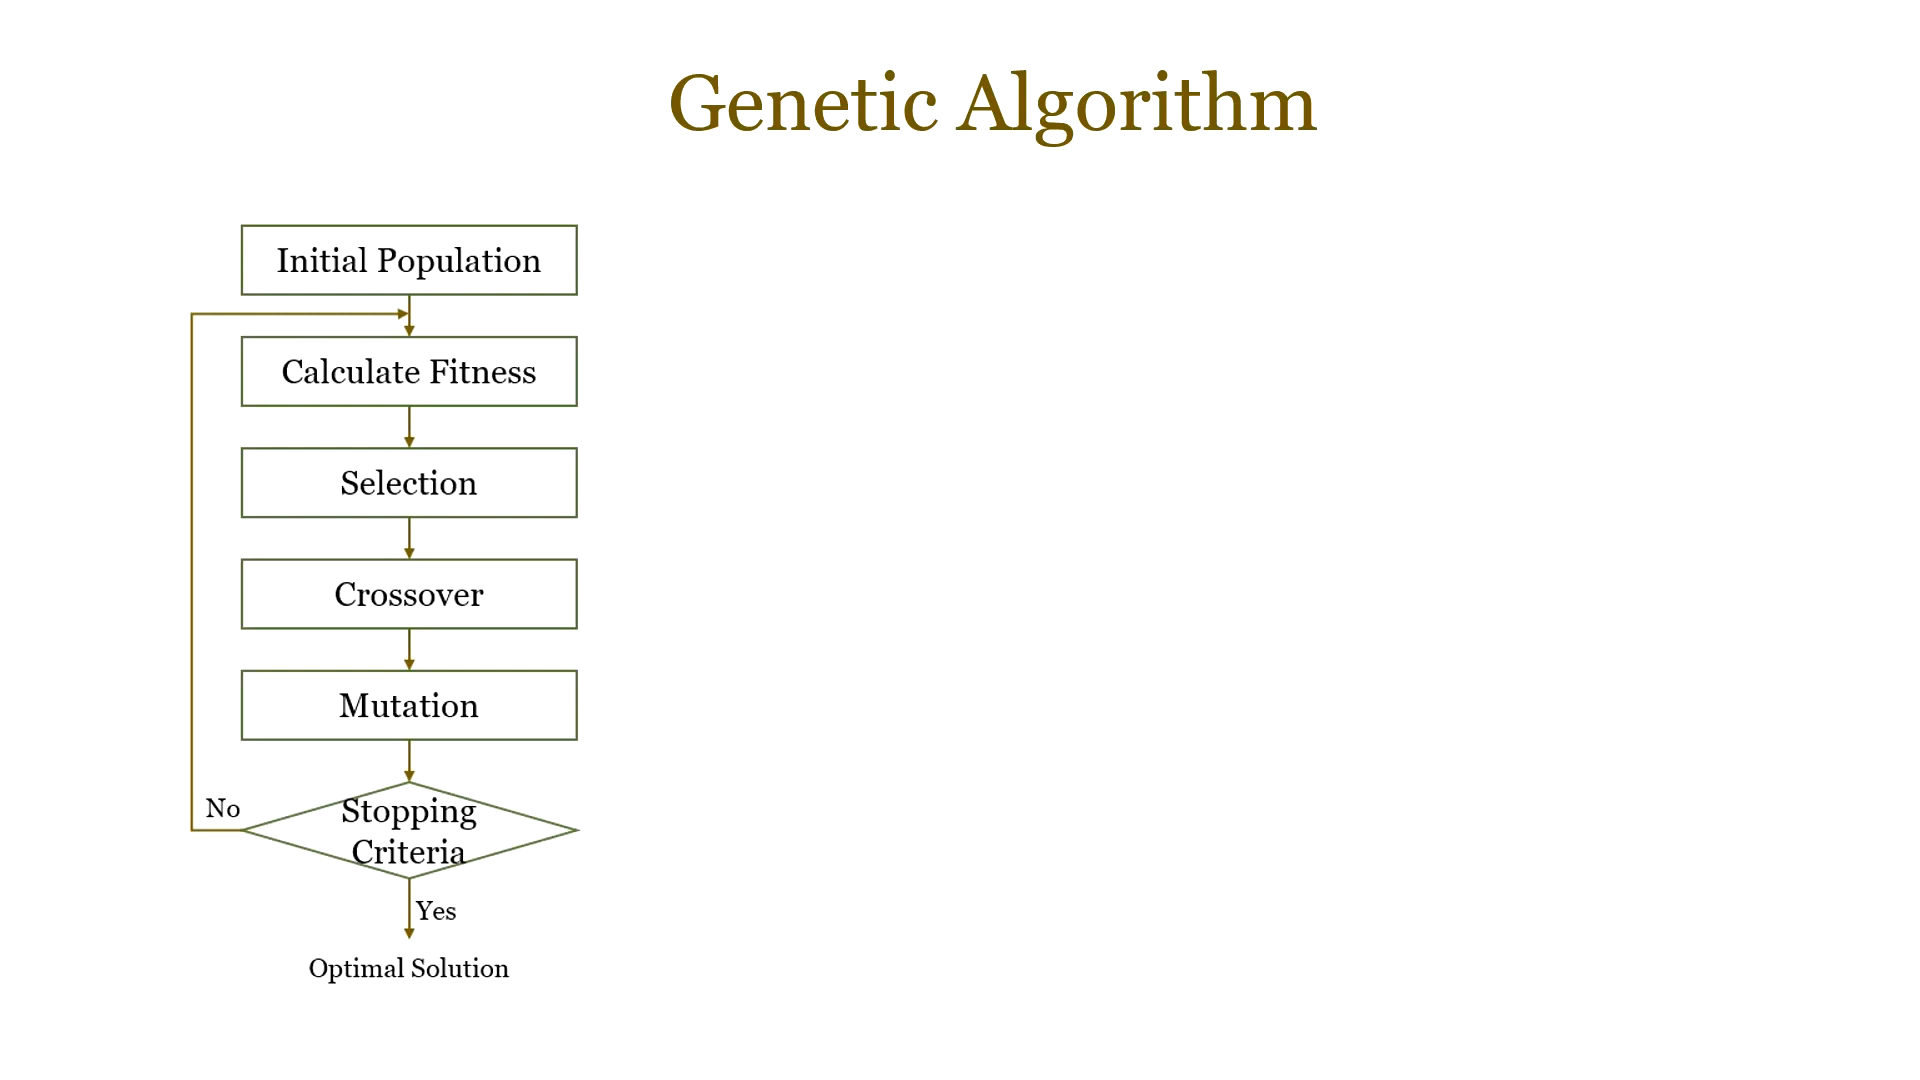 Genetic Algorithm
Initial Population
Calculate Fitness
Selection
Crossover
Mutation
Stopping
Criteria
No
Yes
Optimal Solution